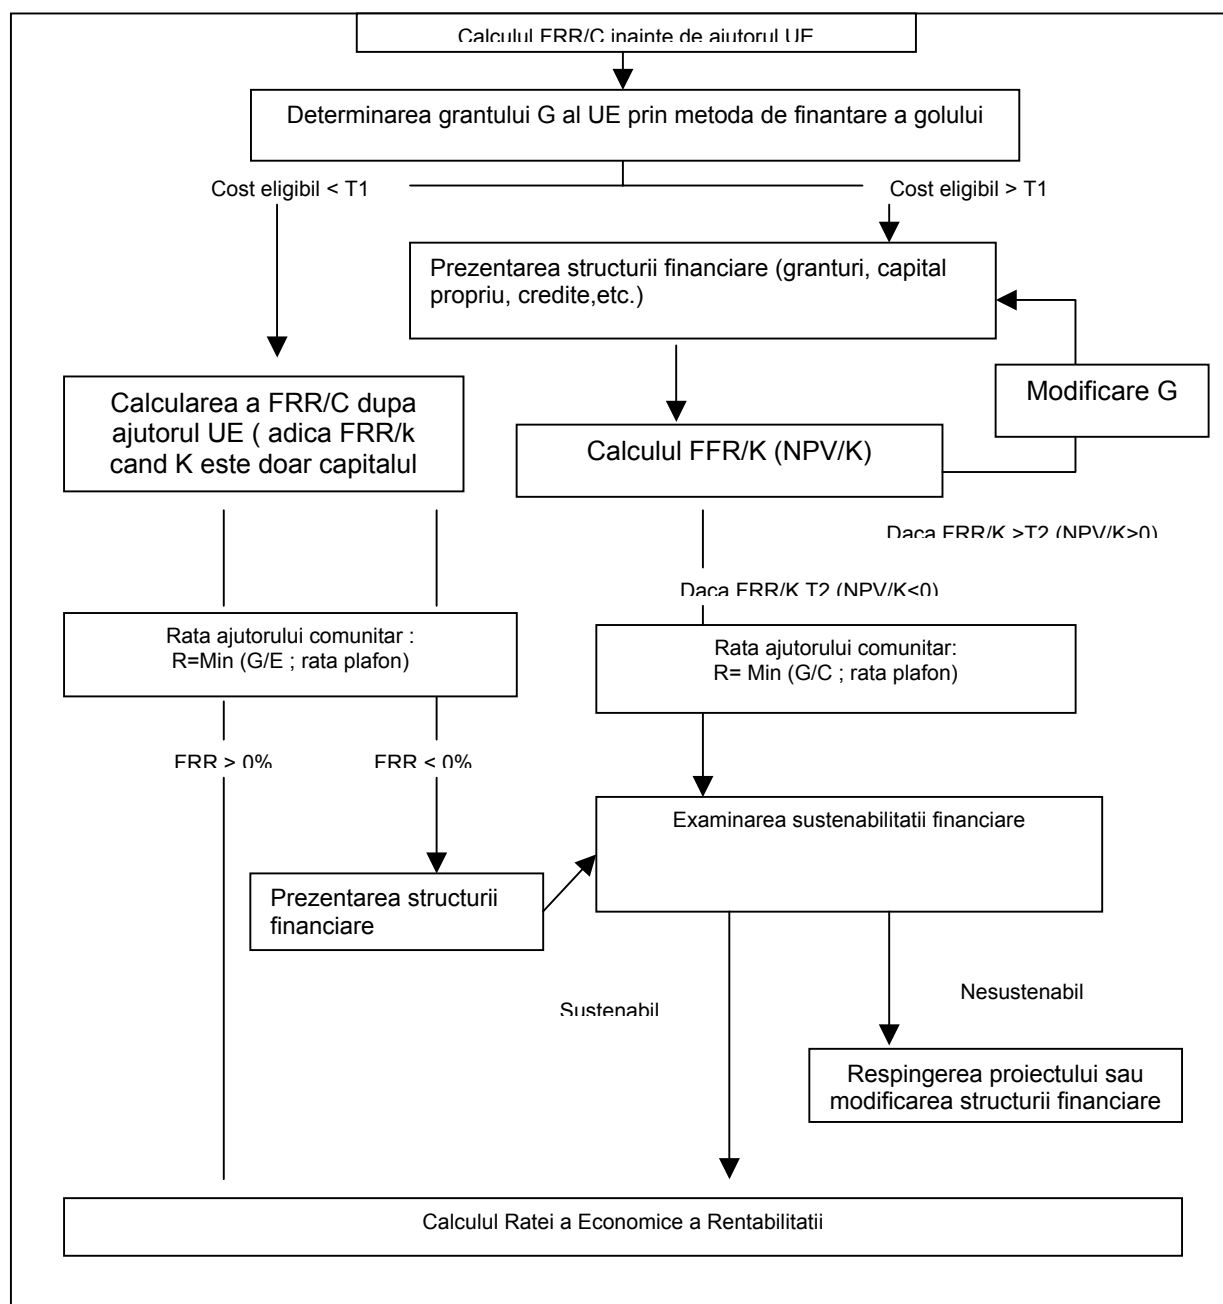 Calculul FRR/C inainte de ajutorul UE
Determinarea grantului G al UE prin metoda de finantare a golului
Cost eligibil < T1
Cost eligibil > T1
Prezentarea structurii financiare (granturi, capital
propriu, credite,etc.)
Modificare G
Calcularea a FRR/C dupa
ajutorul UE ( adica FRR/k
cand K este doar capitalul
Calculul FFR/K (NPV/K)
Daca FRR/K >T2 (NPV/K>0)
Daca FRR/K T2 (NPV/K<0)
Rata ajutorului comunitar :
R=Min (G/E ; rata plafon)
Rata ajutorului comunitar:
R= Min (G/C ; rata plafon)
FRR > 0%
FRR < 0%
Examinarea sustenabilitatii financiare
Prezentarea structurii
financiare
Sustenabil
Nesustenabil
Respingerea proiectului sau
modificarea structurii financiare
Calculul Ratei a Economice a Rentabilitatii